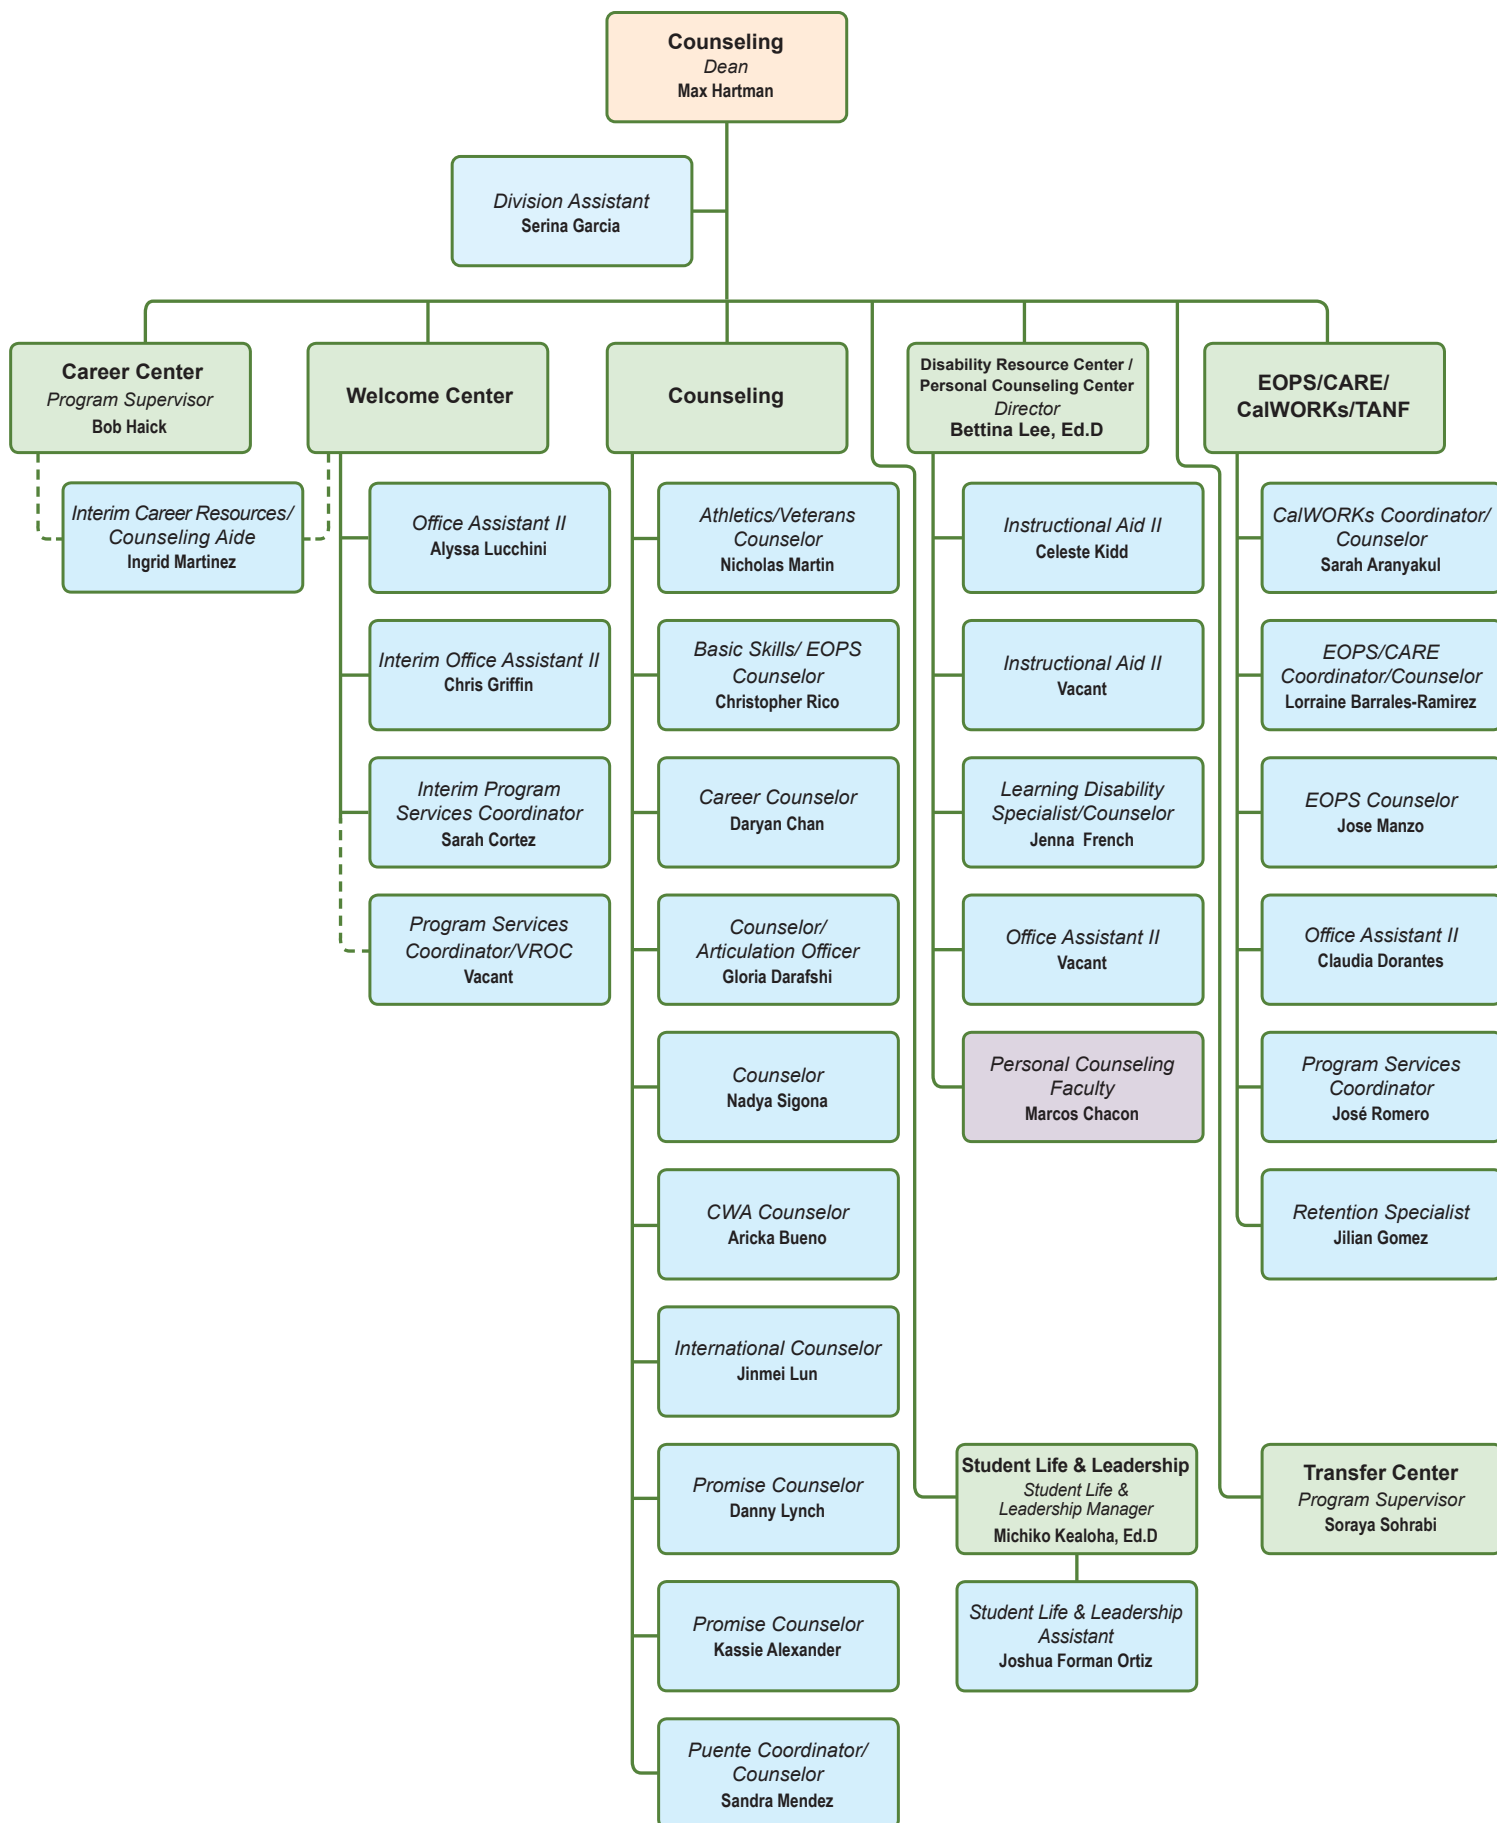 Counseling
Dean
Max Hartman
Division Assistant
Serina Garcia
Career Center
Program Supervisor
Bob Haick
Interim Career Resources/
Counseling Aide
Ingrid Martinez
Welcome Center
Office Assistant II
Alyssa Lucchini
Interim Office Assistant II
Chris Griffin
Interim Program
Services Coordinator
Sarah Cortez
Program Services
Coordinator/VROC
Vacant
Counseling
Athletics/Veterans
Counselor
Nicholas Martin
Basic Skills/ EOPS
Counselor
Christopher Rico
Career Counselor
Daryan Chan
Counselor/
Articulation Officer
Gloria Darafshi
Counselor
Nadya Sigona
CWA Counselor
Aricka Bueno
International Counselor
Jinmei Lun
Promise Counselor
Danny Lynch
Promise Counselor
Kassie Alexander
Puente Coordinator/
Counselor
Sandra Mendez
Disability Resource Center /
Personal Counseling Center
Director
Bettina Lee, Ed.D
Instructional Aid II
Celeste Kidd
Instructional Aid II
Vacant
Learning Disability
Specialist/Counselor
Jenna French
Office Assistant II
Vacant
Personal Counseling
Faculty
Marcos Chacon
Student Life & Leadership
Student Life &
Leadership Manager
Michiko Kealoha, Ed.D
Student Life & Leadership
Assistant
Joshua Forman Ortiz
EOPS/CARE/
CalWORKs/TANF
CalWORKs Coordinator/
Counselor
Sarah Aranyakul
EOPS/CARE
Coordinator/Counselor
Lorraine Barrales-Ramirez
EOPS Counselor
Jose Manzo
Office Assistant II
Claudia Dorantes
Program Services
Coordinator
José Romero
Retention Specialist
Jilian Gomez
Transfer Center
Program Supervisor
Soraya Sohrabi